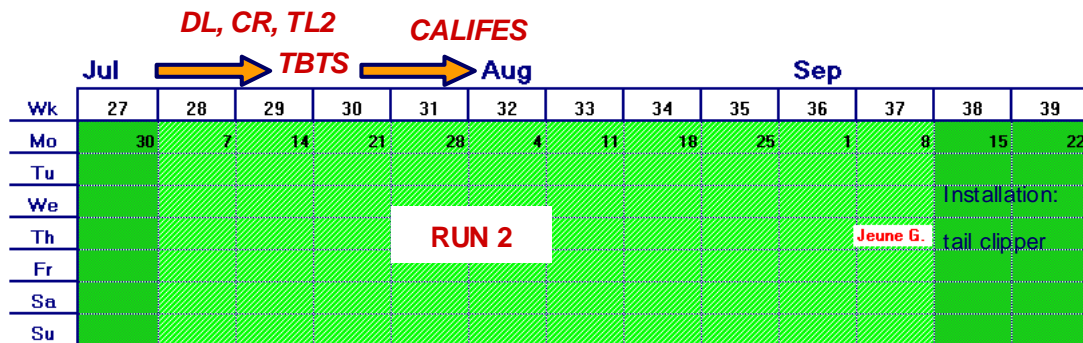 DL, CR, TL2
CALIFES
TBTS
Jul Aug Sep
Wk 27 28 29 30 31 32 33 34 35 36 37 38 39
Mo 30 7 14 21 28 4 11 18 25 1 8 15 22
Tu
We Installation:
Th RUN 2 Jeune G. tail clipper
Fr
Sa
Su